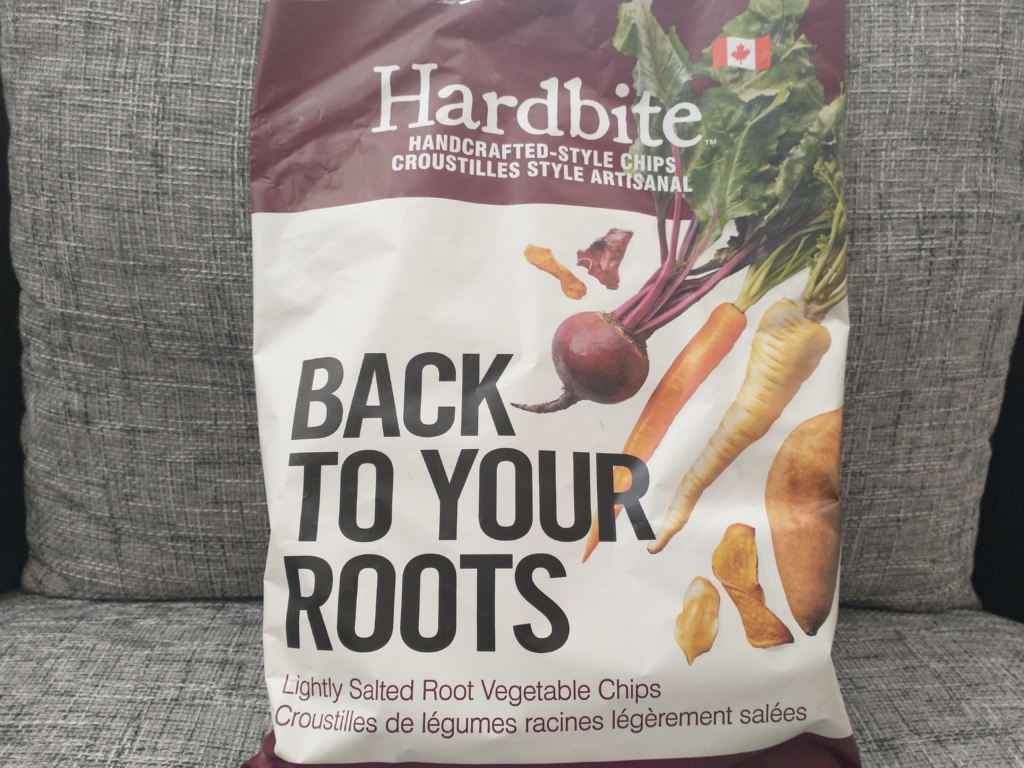 Hardbite™
HANDCRAFTED-STYLE CHIPS
CROUSTILLES STYLE ARTISANAL
BACK
TO YOUR
ROOTS
Lightly Salted Root Vegetable Chips
Croustilles de légumes racines légèrement salées